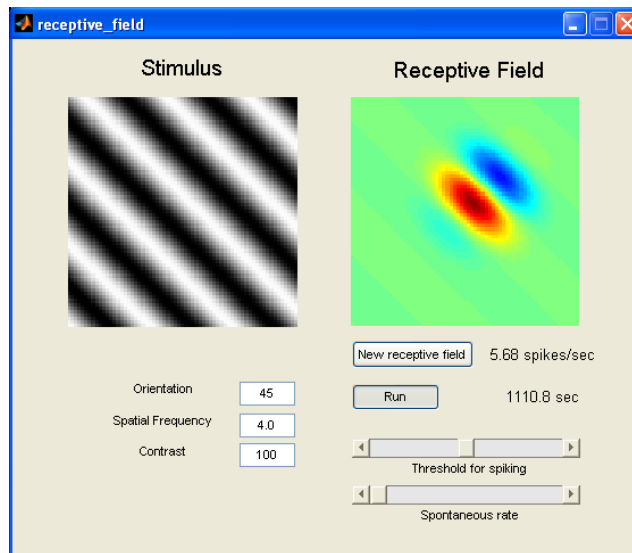 receptive_field
Stimulus
Receptive Field
New receptive field
5.68 spikes/sec
Run
1110.8 sec
Orientation
45
Spatial Frequency
4.0
Contrast
100
Threshold for spiking
Spontaneous rate